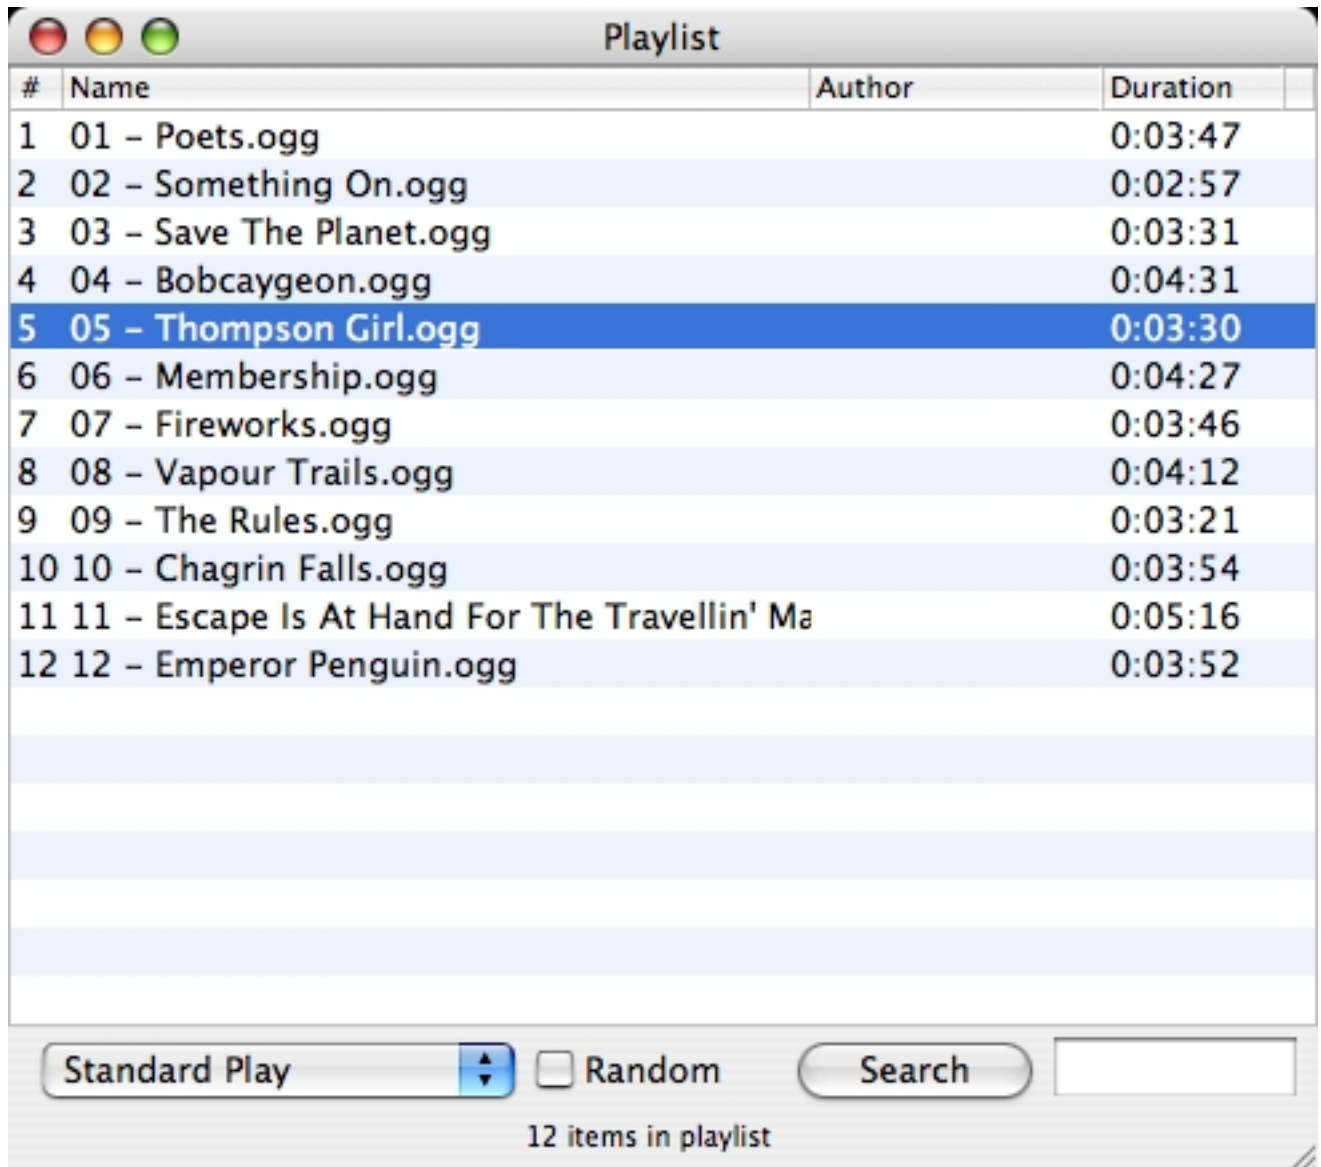 Playlist
# Name Author Duration
1 01 – Poets.ogg 0:03:47
2 02 – Something On.ogg 0:02:57
3 03 – Save The Planet.ogg 0:03:31
4 04 – Bobcaygeon.ogg 0:04:31
5 05 – Thompson Girl.ogg 0:03:30
6 06 – Membership.ogg 0:04:27
7 07 – Fireworks.ogg 0:03:46
8 08 – Vapour Trails.ogg 0:04:12
9 09 – The Rules.ogg 0:03:21
10 10 – Chagrin Falls.ogg 0:03:54
11 11 – Escape Is At Hand For The Travellin' Ma 0:05:16
12 12 – Emperor Penguin.ogg 0:03:52
Standard Play Random Search
12 items in playlist